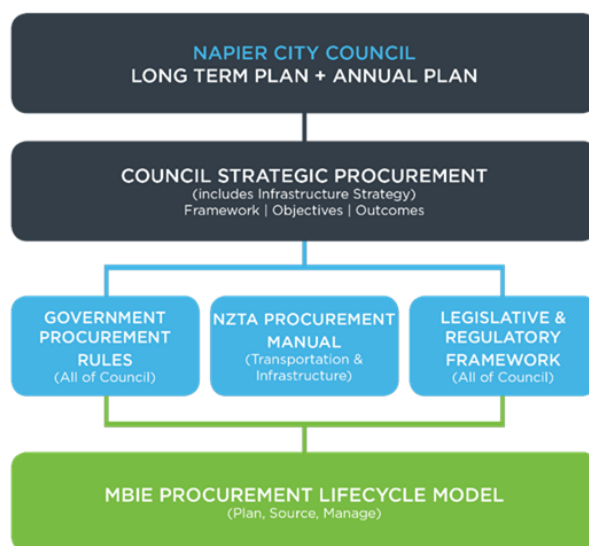 NAPIER CITY COUNCIL
LONG TERM PLAN + ANNUAL PLAN
COUNCIL STRATEGIC PROCUREMENT
(includes Infrastructure Strategy)
Framework | Objectives | Outcomes
GOVERNMENT
PROCUREMENT
RULES
(All of Council)
NZTA PROCUREMENT
MANUAL
(Transportation &
Infrastructure)
LEGISLATIVE &
REGULATORY
FRAMEWORK
(All of Council)
MBIE PROCUREMENT LIFECYCLE MODEL
(Plan, Source, Manage)